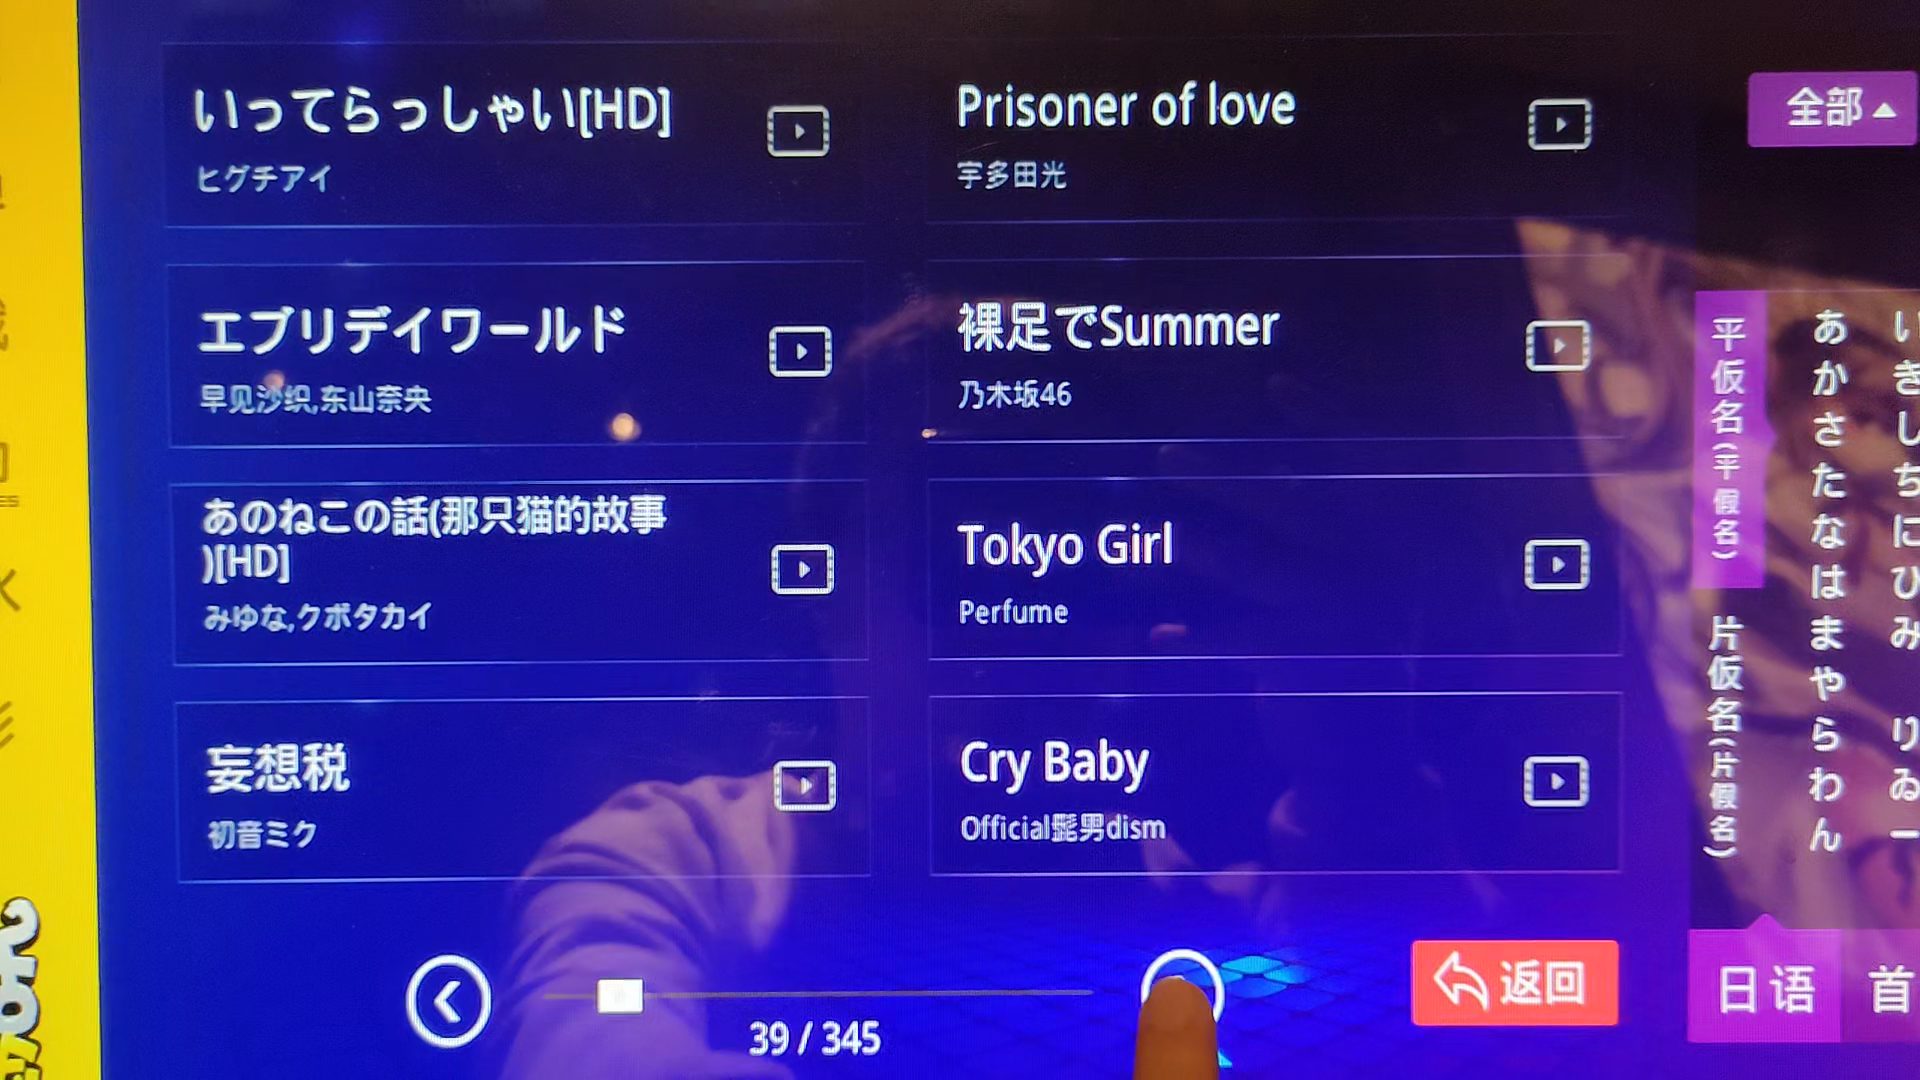 いってらっしゃい[HD]
ヒグチアイ
Prisoner of love
宇多田光
エブリデイワールド
早见沙织,东山奈央
裸足でSummer
乃木坂46
あのねこの話(那只猫的故事
)[HD]
みゆな,クボタカイ
Tokyo Girl
Perfume
妄想税
初音ミク
Cry Baby
Official髭男dism
39 / 345
返回
全部
平仮名(平假名)
片仮名(片假名)
あかさたなはまやらわん
いきしちにひみ りゐー
日语
首